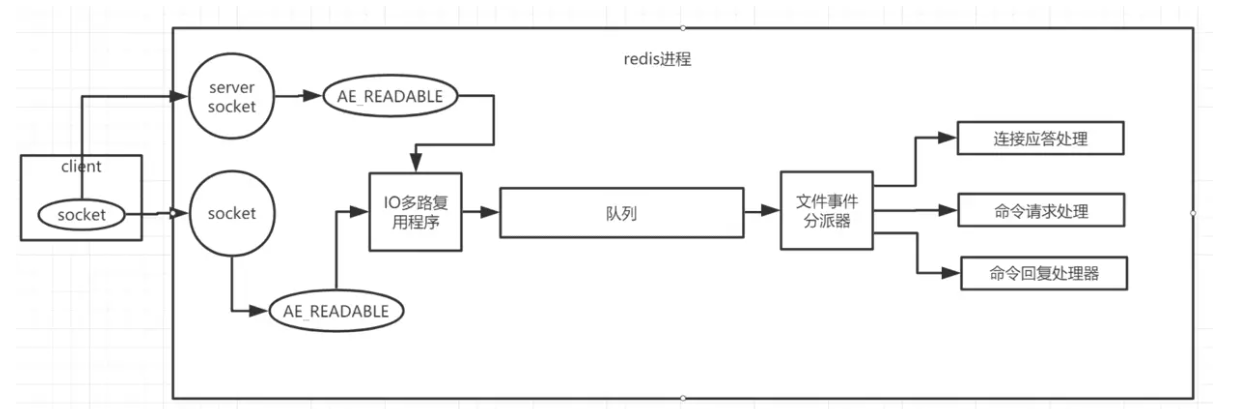 redis进程
server
socket
AE_READABLE
连接应答处理
client
socket
socket
IO多路复
用程序
队列
文件事件
分派器
命令请求处理
命令回复处理器
AE_READABLE